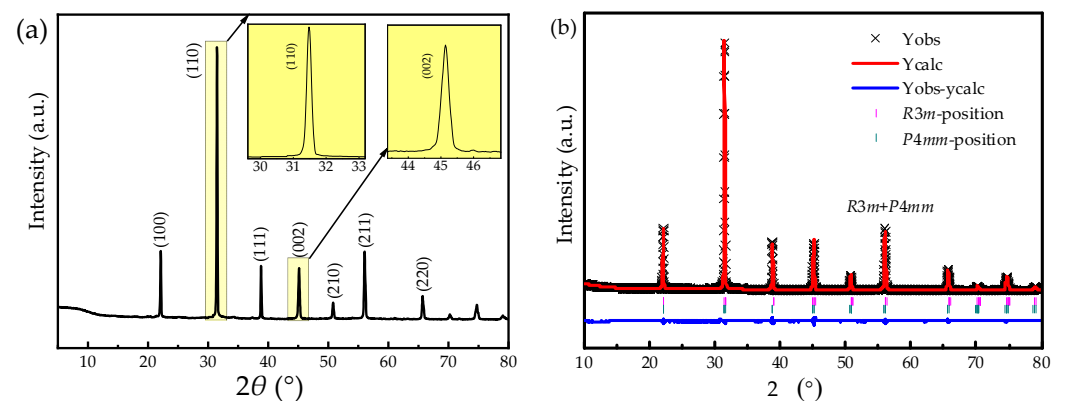 (a)
Intensity (a.u.)
(100)
(110)
(111)
(002)
(210)
(211)
(220)
(110)
30 31 32 33
(002)
44 45 46
10 20 30 40 50 60 70 80
2θ (°)
(b)
Intensity (a.u.)
Yobs
Ycalc
Yobs-ycalc
R3m-position
P4mm-position
R3m+P4mm
10 20 30 40 50 60 70 80
2 (°)